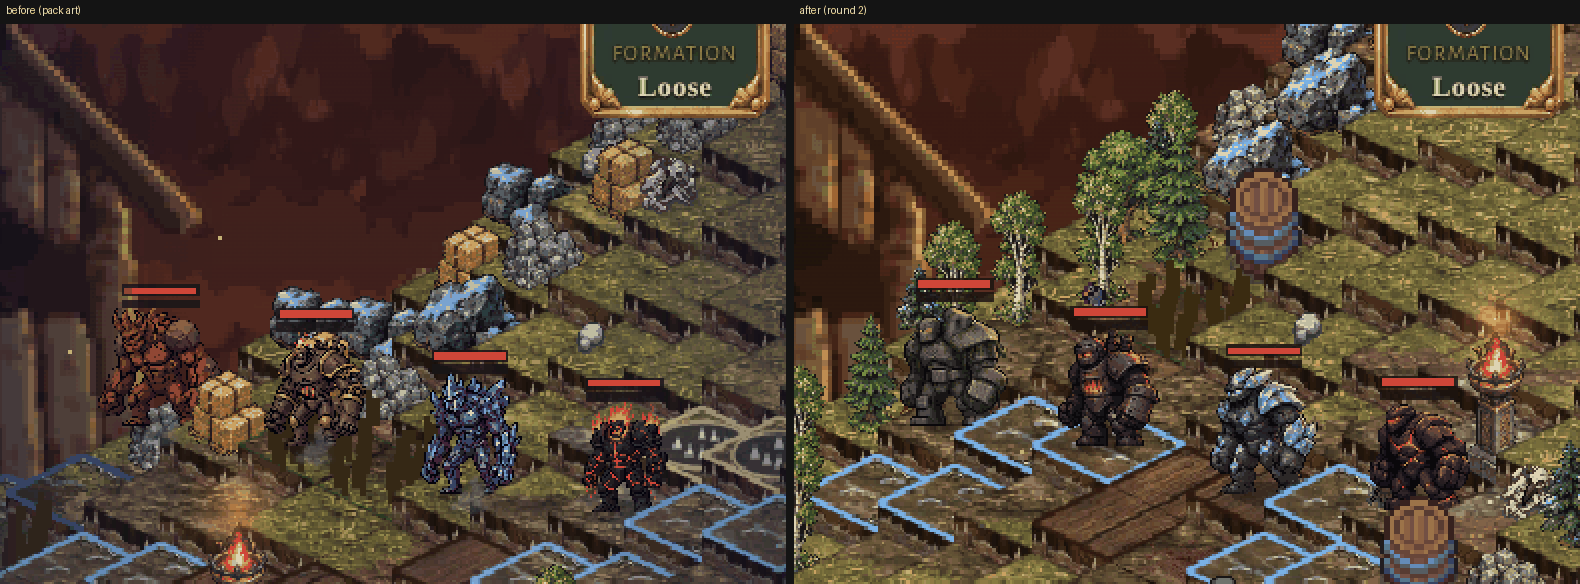 before (pack art)
after (round 2)
FORMATION
Loose
FORMATION
Loose